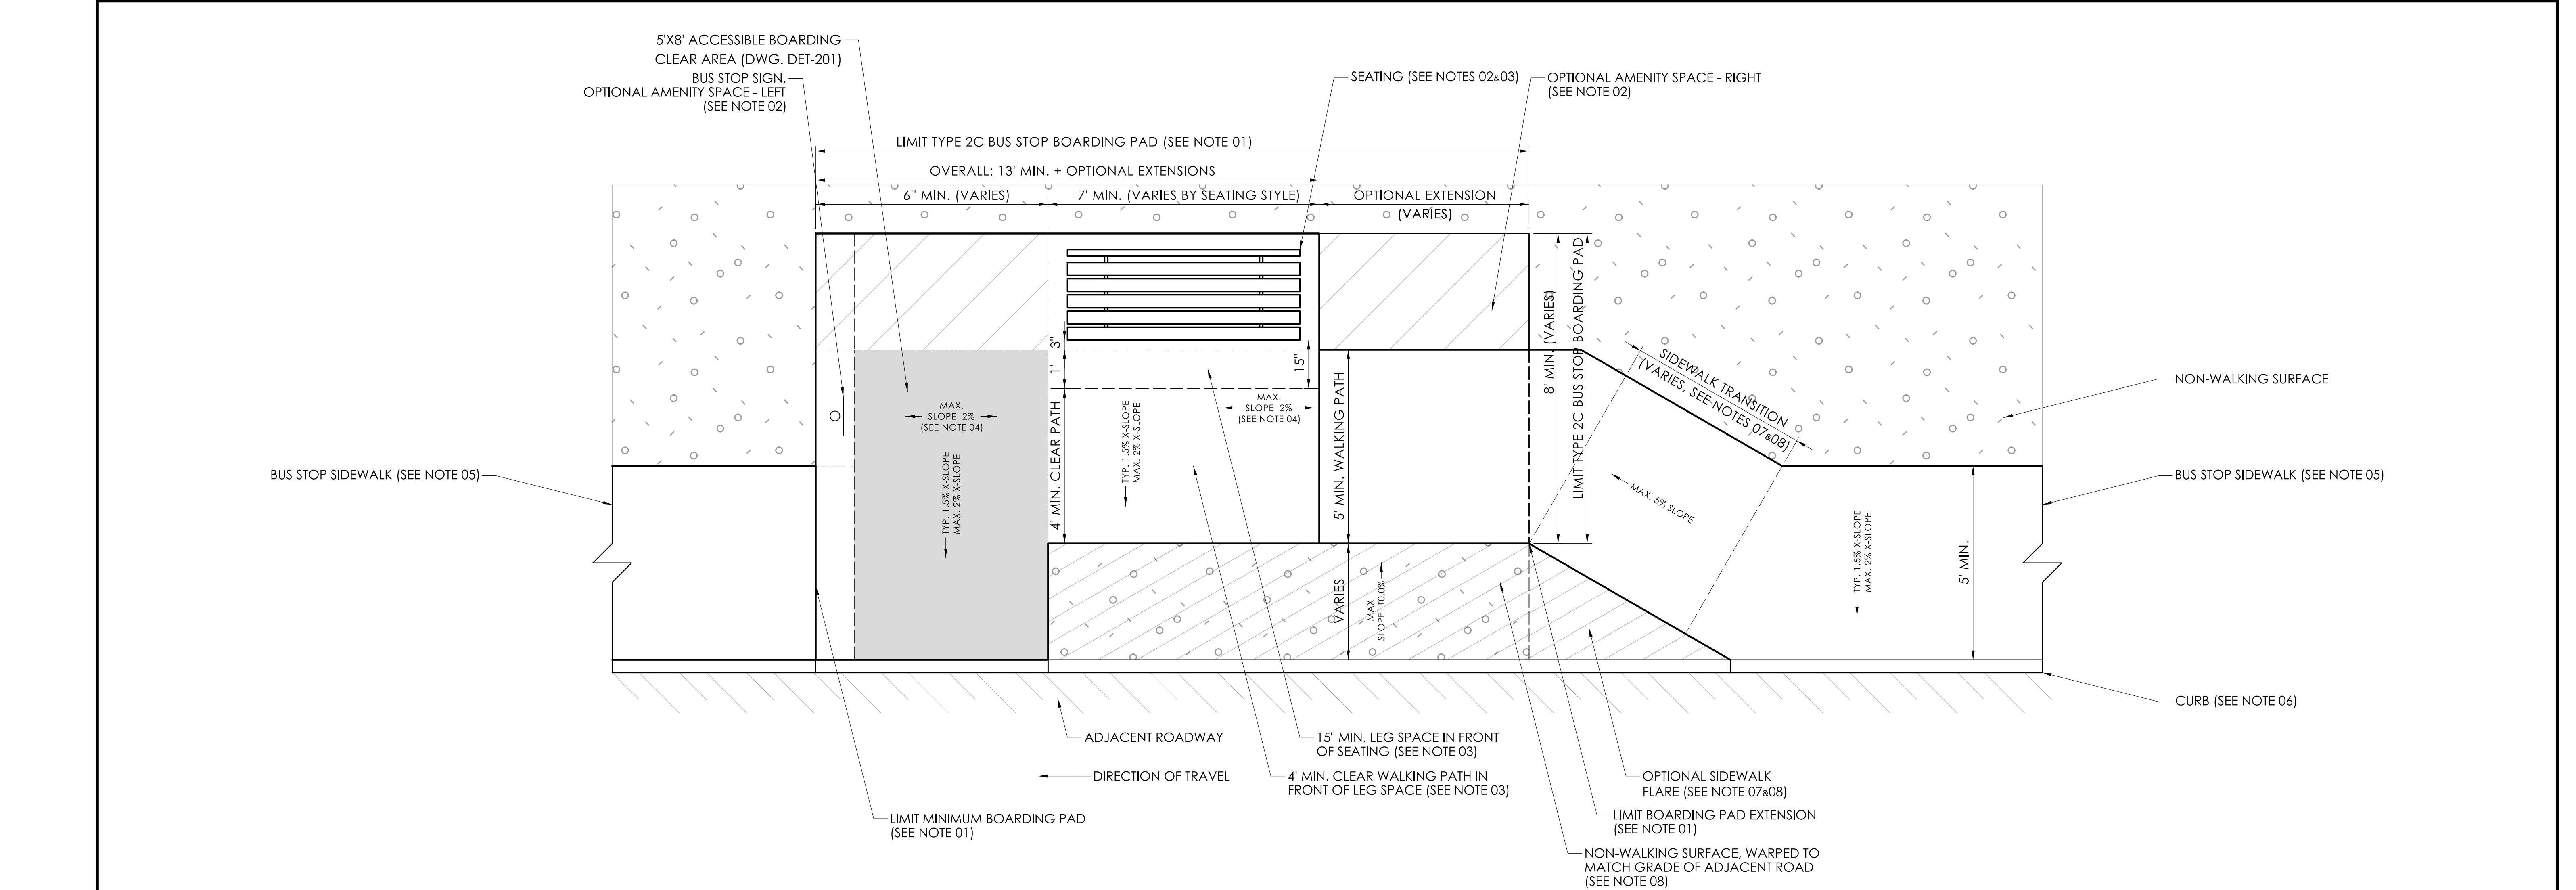 5'X8' ACCESSIBLE BOARDING
CLEAR AREA (DWG. DET-201)
BUS STOP SIGN,
OPTIONAL AMENITY SPACE - LEFT
(SEE NOTE 02)
SEATING (SEE NOTES 02&03)
OPTIONAL AMENITY SPACE - RIGHT
(SEE NOTE 02)
LIMIT TYPE 2C BUS STOP BOARDING PAD (SEE NOTE 01)
OVERALL: 13' MIN. + OPTIONAL EXTENSIONS
6" MIN. (VARIES)
7' MIN. (VARIES BY SEATING STYLE)
OPTIONAL EXTENSION
(VARIES)
8' MIN. (VARIES)
LIMIT TYPE 2C BUS STOP BOARDING PAD
3"
1'
15"
4' MIN. CLEAR PATH
5' MIN. WALKING PATH
SIDEWALK TRANSITION
(VARIES, SEE NOTES 07&08)
MAX.
SLOPE 2%
(SEE NOTE 04)
TYP. 1.5% X-SLOPE
MAX. 2% X-SLOPE
TYP. 1.5% X-SLOPE
MAX. 2% X-SLOPE
MAX.
SLOPE 2%
(SEE NOTE 04)
MAX. 5% SLOPE
TYP. 1.5% X-SLOPE
MAX. 2% X-SLOPE
5' MIN.
VARIES
MAX
SLOPE 10.0%
NON-WALKING SURFACE
BUS STOP SIDEWALK (SEE NOTE 05)
BUS STOP SIDEWALK (SEE NOTE 05)
CURB (SEE NOTE 06)
ADJACENT ROADWAY
DIRECTION OF TRAVEL
LIMIT MINIMUM BOARDING PAD
(SEE NOTE 01)
15" MIN. LEG SPACE IN FRONT
OF SEATING (SEE NOTE 03)
4' MIN. CLEAR WALKING PATH IN
FRONT OF LEG SPACE (SEE NOTE 03)
OPTIONAL SIDEWALK
FLARE (SEE NOTE 07&08)
LIMIT BOARDING PAD EXTENSION
(SEE NOTE 01)
NON-WALKING SURFACE, WARPED TO
MATCH GRADE OF ADJACENT ROAD
(SEE NOTE 08)